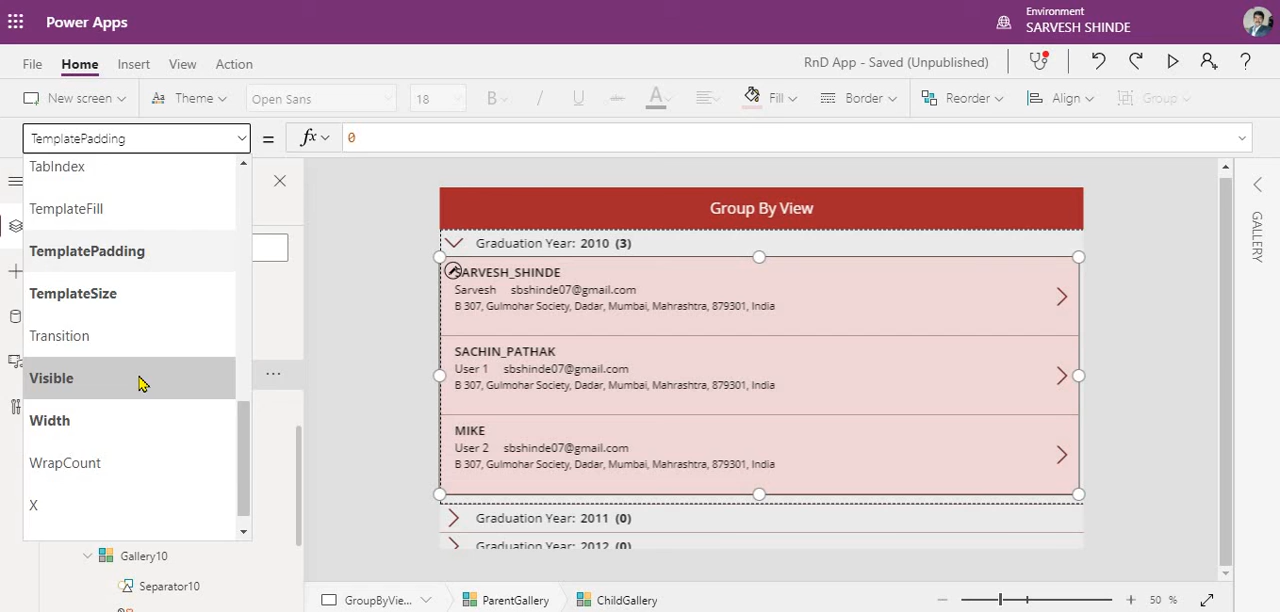 Power Apps
Environment
SARVESH SHINDE
File Home Insert View Action
RnD App - Saved (Unpublished)
?
New screen Theme Open Sans 18 B / U A Fill Border Reorder Align Group
TemplatePadding = fx 0
TabIndex
TemplateFill
TemplatePadding
TemplateSize
Transition
Visible
...
Width
WrapCount
X
Gallery10
Separator10
Group By View
Graduation Year: 2010 (3)
SARVESH_SHINDE
Sarvesh sbshinde07@gmail.com
B 307, Gulmohar Society, Dadar, Mumbai, Mahrashtra, 879301, India
SACHIN_PATHAK
User 1 sbshinde07@gmail.com
B 307, Gulmohar Society, Dadar, Mumbai, Mahrashtra, 879301, India
MIKE
User 2 sbshinde07@gmail.com
B 307, Gulmohar Society, Dadar, Mumbai, Mahrashtra, 879301, India
Graduation Year: 2011 (0)
Graduation Year: 2012 (0)
GALLERY
GroupByVie... ParentGallery ChildGallery
50 %